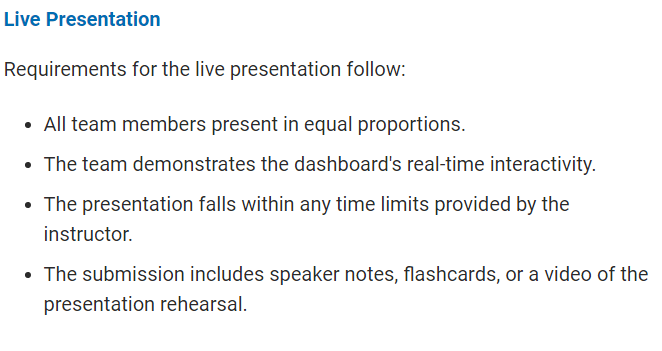 Live Presentation
Requirements for the live presentation follow:
• All team members present in equal proportions.
• The team demonstrates the dashboard's real-time interactivity.
• The presentation falls within any time limits provided by the
instructor.
• The submission includes speaker notes, flashcards, or a video of the
presentation rehearsal.